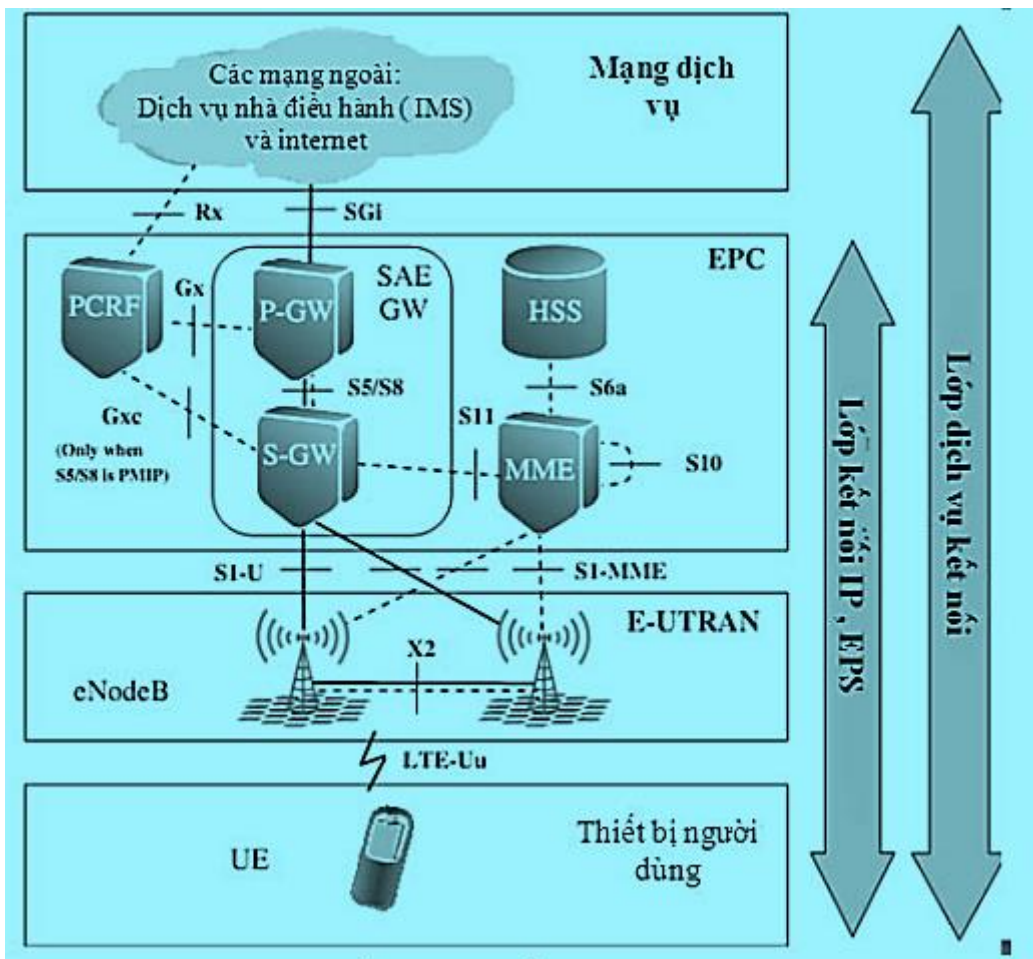 Các mạng ngoài:
Dịch vụ nhà điều hành ( IMS)
và internet
Mạng dịch
vụ
Rx
SGi
EPC
PCRF
Gx
P-GW
SAE
GW
HSS
S5/S8
S6a
Gxc
(Only when
S5/S8 is PMIP)
S-GW
S11
MME
S10
S1-U
S1-MME
E-UTRAN
X2
eNodeB
LTE-Uu
UE
Thiết bị người
dùng
Lớp kết nối IP , EPS
Lớp dịch vụ kết nối